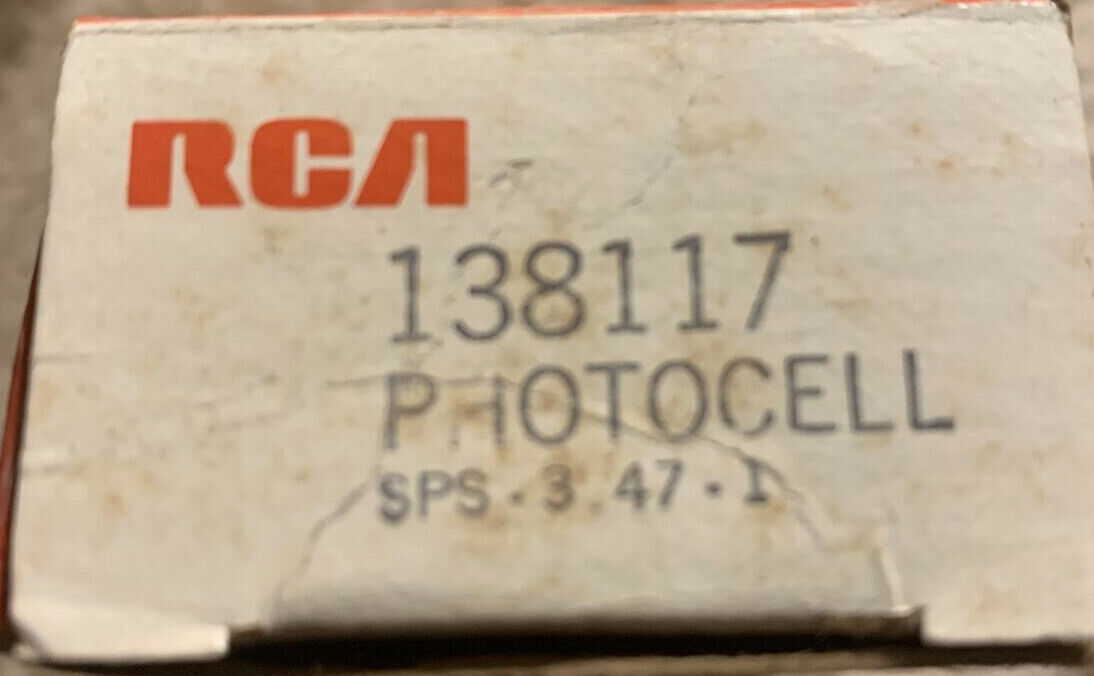 RCA
138117
PHOTOCELL
SPS.3 47.1